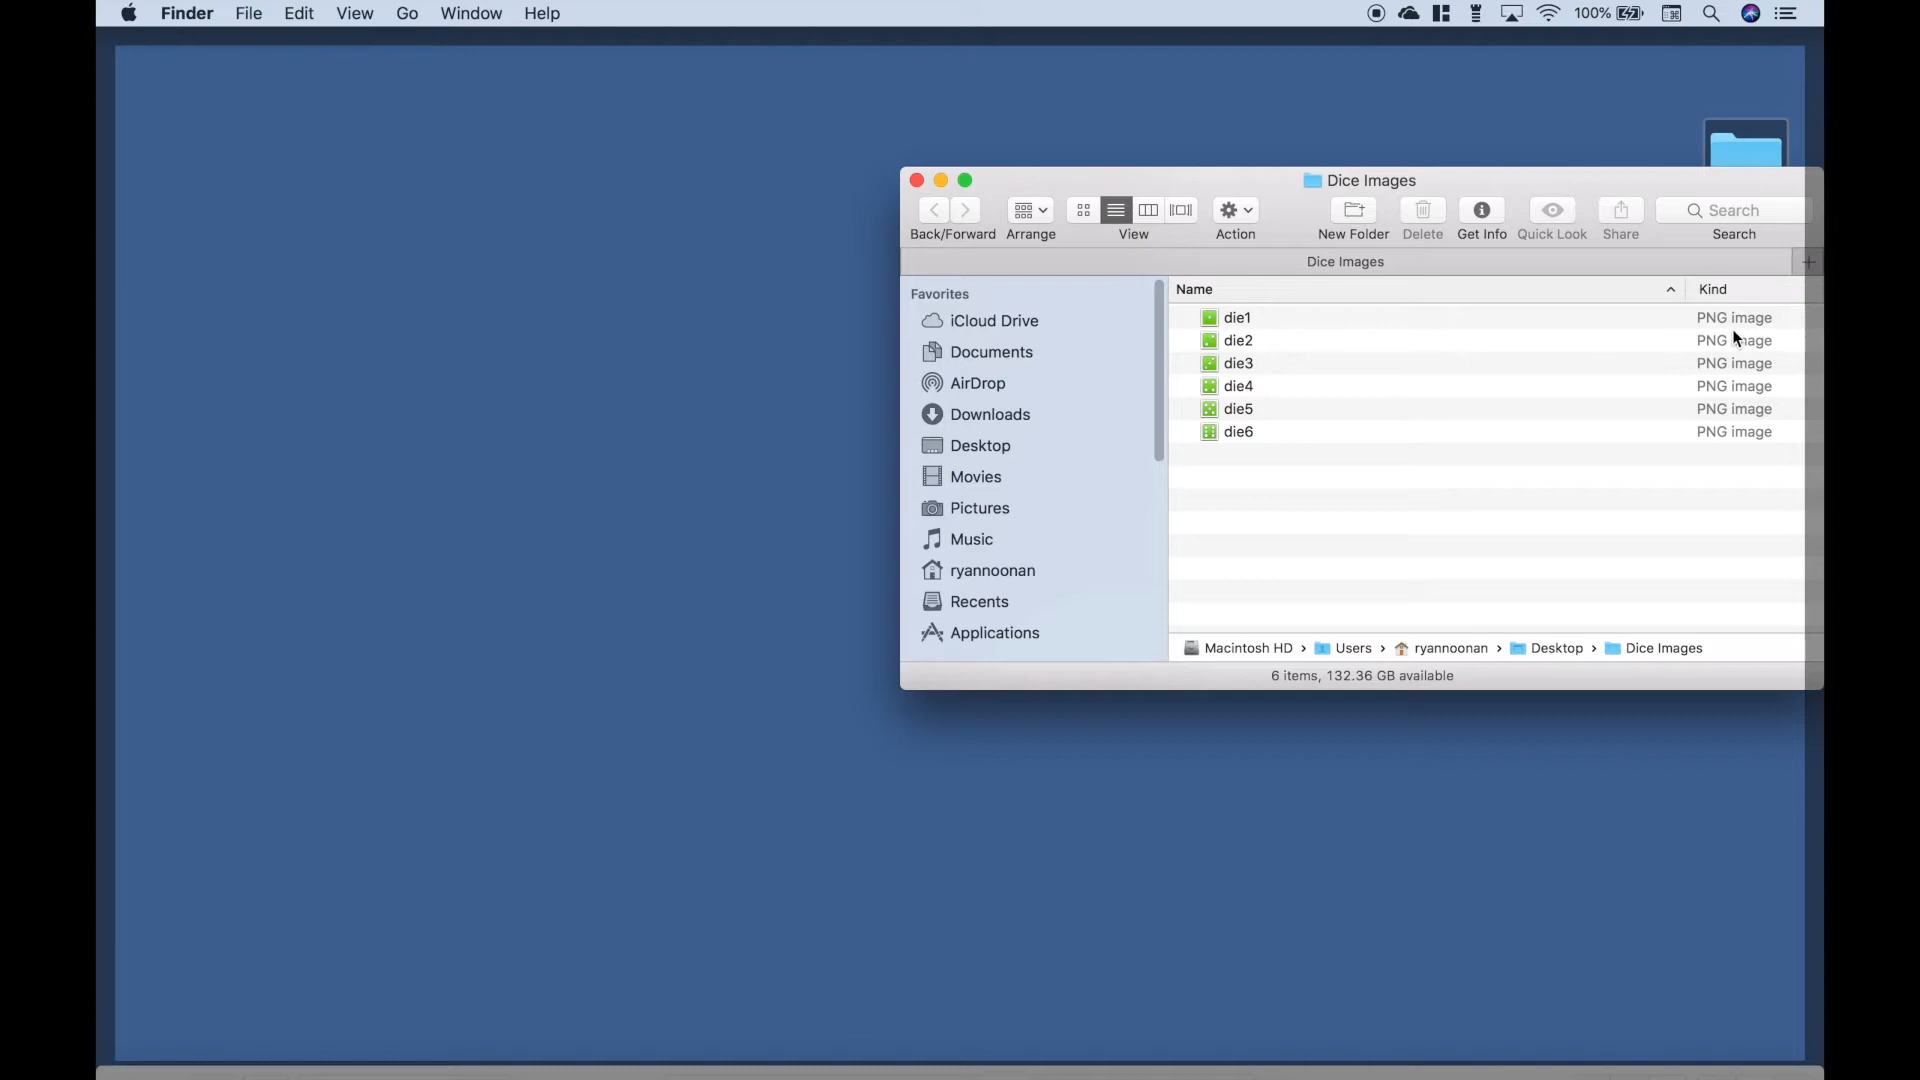 Finder File Edit View Go Window Help 100%
Dice Images
Search
Back/Forward Arrange View Action New Folder Delete Get Info Quick Look Share Search
Dice Images
Favorites
iCloud Drive
Documents
AirDrop
Downloads
Desktop
Movies
Pictures
Music
ryannoonan
Recents
Applications
Name Kind
die1 PNG image
die2 PNG image
die3 PNG image
die4 PNG image
die5 PNG image
die6 PNG image
Macintosh HD › Users › ryannoonan › Desktop › Dice Images
6 items, 132.36 GB available